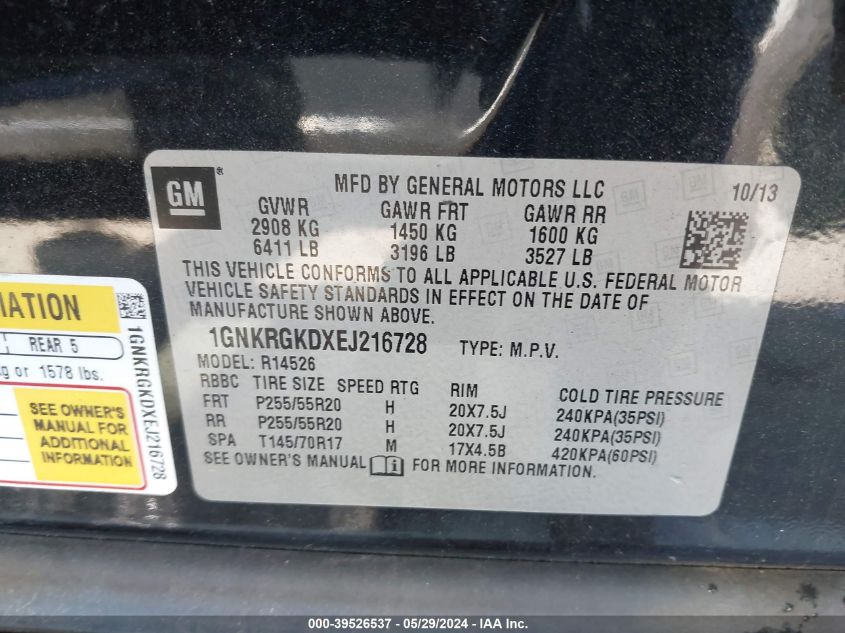 GM
MFD BY GENERAL MOTORS LLC 10/13
GVWR GAWR FRT GAWR RR
2908 KG 1450 KG 1600 KG
6411 LB 3196 LB 3527 LB
THIS VEHICLE CONFORMS TO ALL APPLICABLE U.S. FEDERAL MOTOR
VEHICLE SAFETY STANDARDS IN EFFECT ON THE DATE OF
MANUFACTURE SHOWN ABOVE.
1GNKRGKDXEJ216728 TYPE: M.P.V.
MODEL: R14526
RBBC TIRE SIZE SPEED RTG RIM COLD TIRE PRESSURE
FRT P255/55R20 H 20X7.5J 240KPA(35PSI)
RR P255/55R20 H 20X7.5J 240KPA(35PSI)
SPA T145/70R17 M 17X4.5B 420KPA(60PSI)
SEE OWNER'S MANUAL FOR MORE INFORMATION.
MATION
REAR 5
kg or 1578 lbs.
SEE OWNER'S
MANUAL FOR
ADDITIONAL
INFORMATION
1GNKRGKDXEJ216728
000-39526537 - 05/29/2024 - IAA Inc.